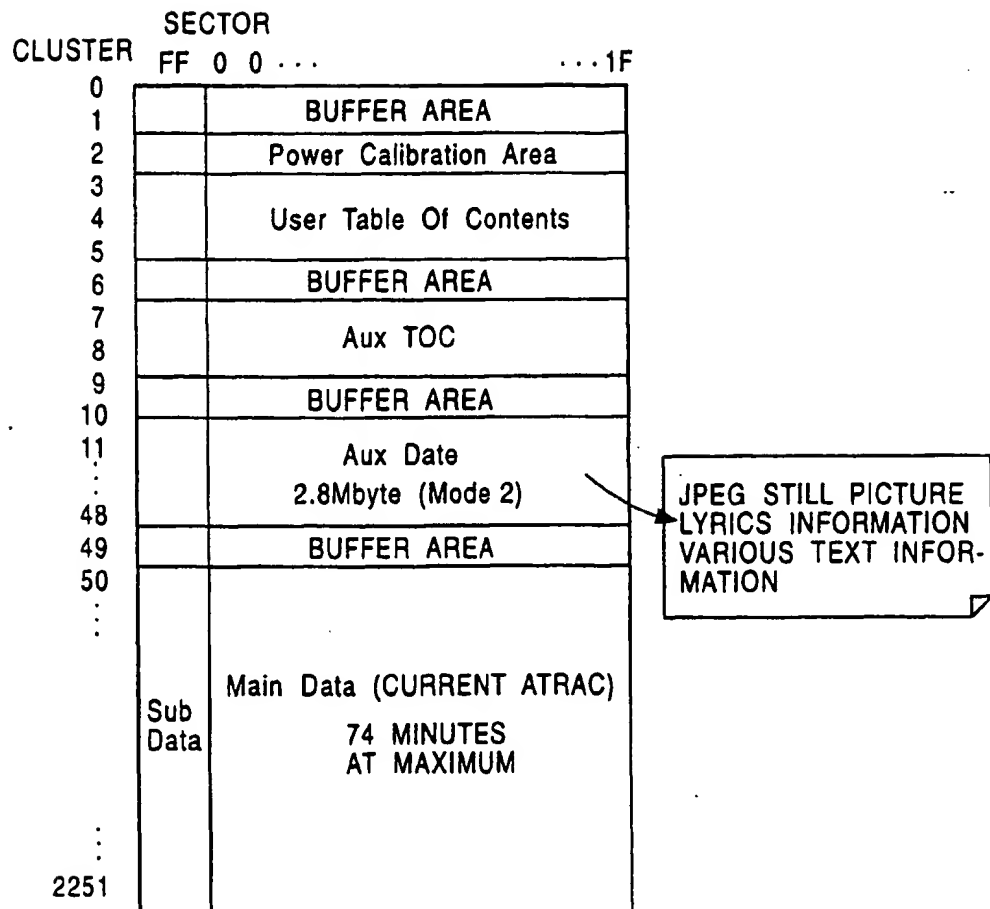 SECTOR
CLUSTER FF 0 0 ... ...1F
0
1 BUFFER AREA
2 Power Calibration Area
3
4 User Table Of Contents
5
6 BUFFER AREA
7
8 Aux TOC
9
BUFFER AREA
10
11 Aux Date
2.8Mbyte (Mode 2)
48
49 BUFFER AREA
50
JPEG STILL PICTURE
LYRICS INFORMATION
VARIOUS TEXT INFOR-
MATION
Main Data (CURRENT ATRAC)
Sub
Data
74 MINUTES
AT MAXIMUM
2251